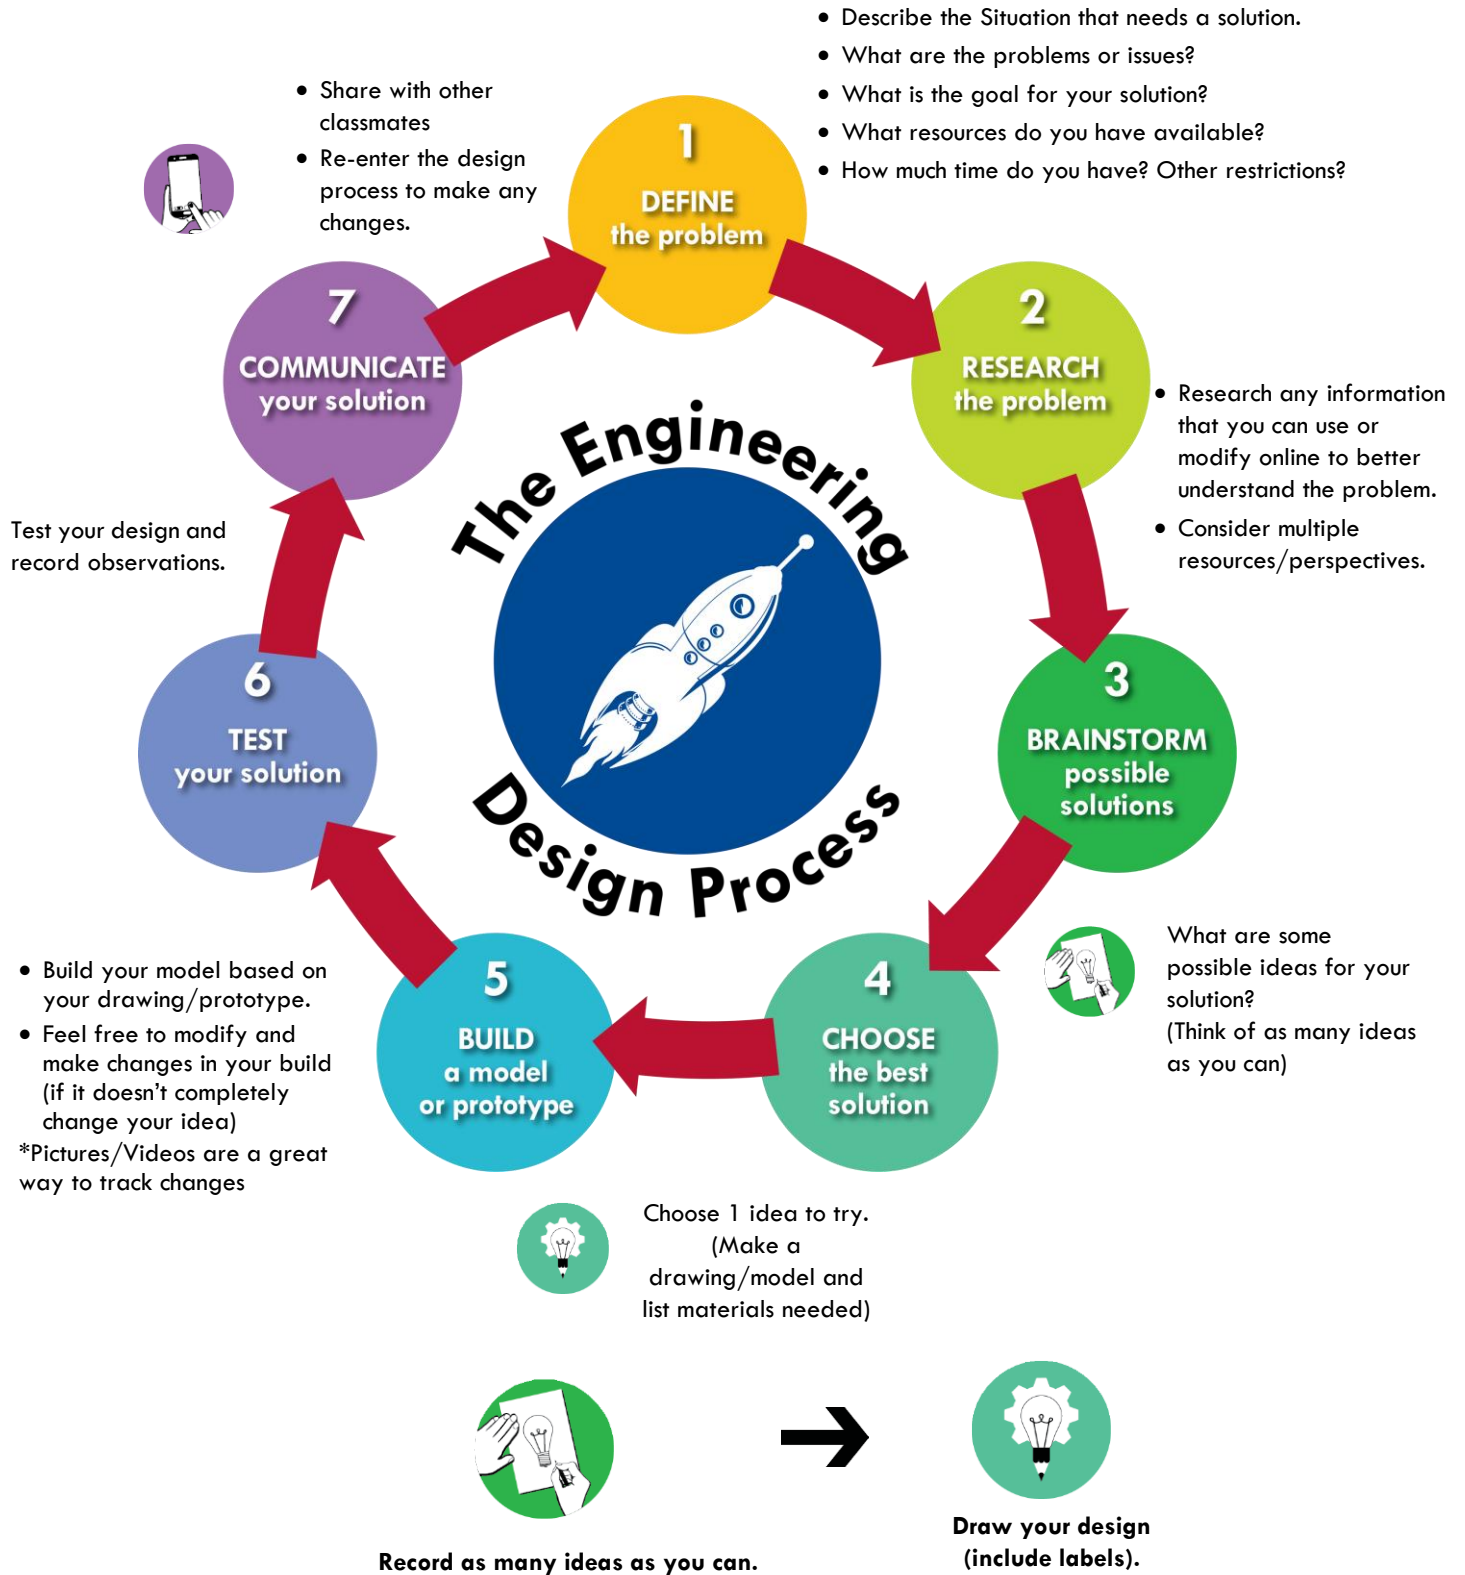 • Describe the Situation that needs a solution.
• What are the problems or issues?
• What is the goal for your solution?
• What resources do you have available?
• How much time do you have? Other restrictions?
1
DEFINE
the problem
2
RESEARCH
the problem
• Research any information
that you can use or
modify online to better
understand the problem.
• Consider multiple
resources/perspectives.
3
BRAINSTORM
possible
solutions
What are some
possible ideas for your
solution?
(Think of as many ideas
as you can)
4
CHOOSE
the best
solution
Choose 1 idea to try.
(Make a
drawing/model and
list materials needed)
5
BUILD
a model
or prototype
• Build your model based on
your drawing/prototype.
• Feel free to modify and
make changes in your build
(if it doesn't completely
change your idea)
*Pictures/Videos are a great
way to track changes
6
TEST
your solution
Test your design and
record observations.
7
COMMUNICATE
your solution
• Share with other
classmates
• Re-enter the design
process to make any
changes.
The Engineering
Design Process
Record as many ideas as you can.
Draw your design
(include labels).